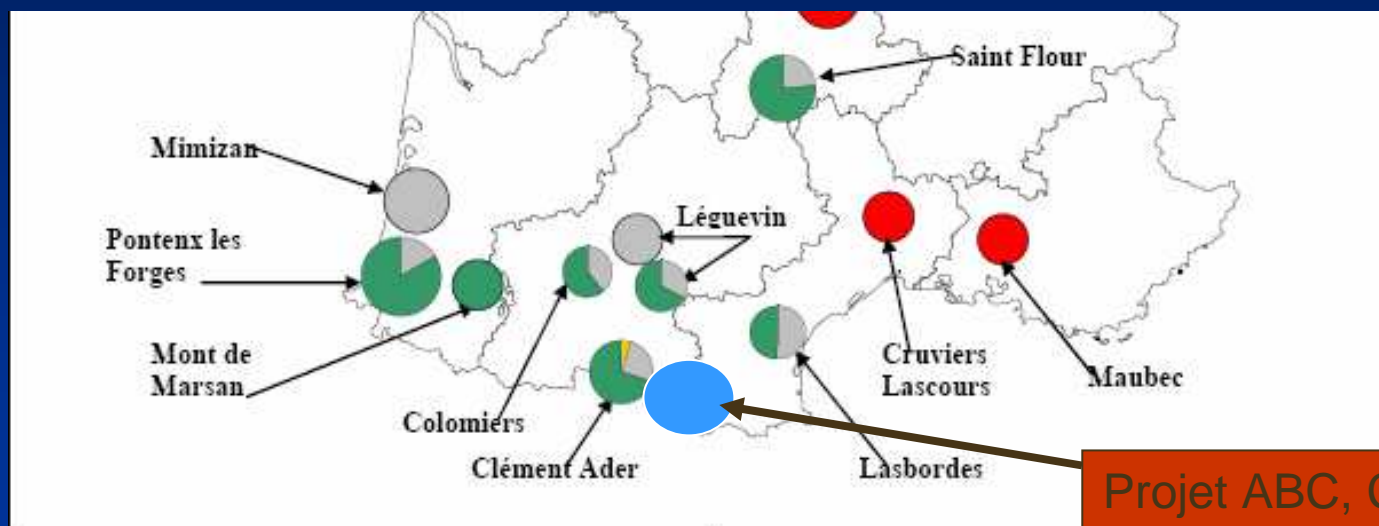 Saint Flour
Mimizan
Léguevin
Pontenx les
Forges
Mont de
Marsan
Cruviers
Lascours
Maubec
Colomiers
Clément Ader
Lasbordes
Projet ABC,